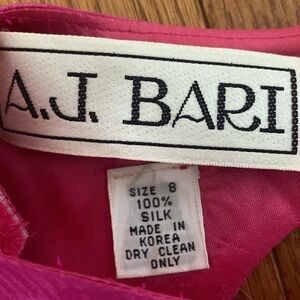 A.J. BARI
SIZE 8
100%
SILK
MADE IN
KOREA
DRY CLEAN
ONLY